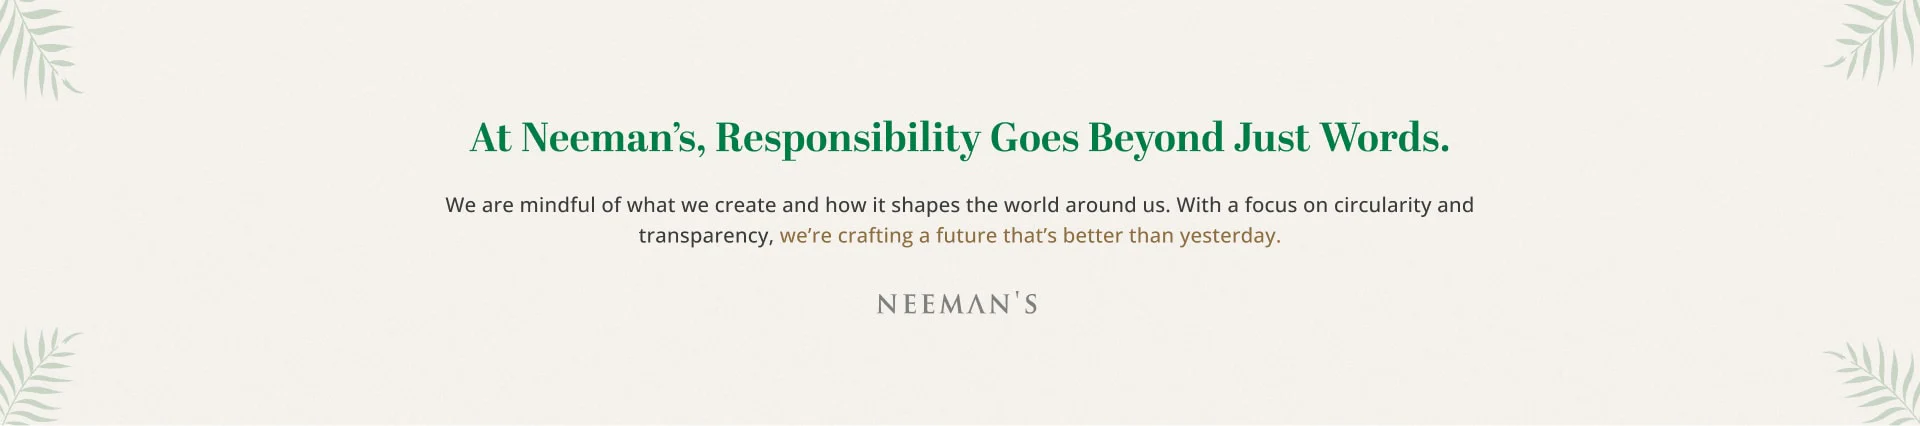 At Neeman’s, Responsibility Goes Beyond Just Words.
We are mindful of what we create and how it shapes the world around us. With a focus on circularity and
transparency, we’re crafting a future that’s better than yesterday.
NEEMAN'S